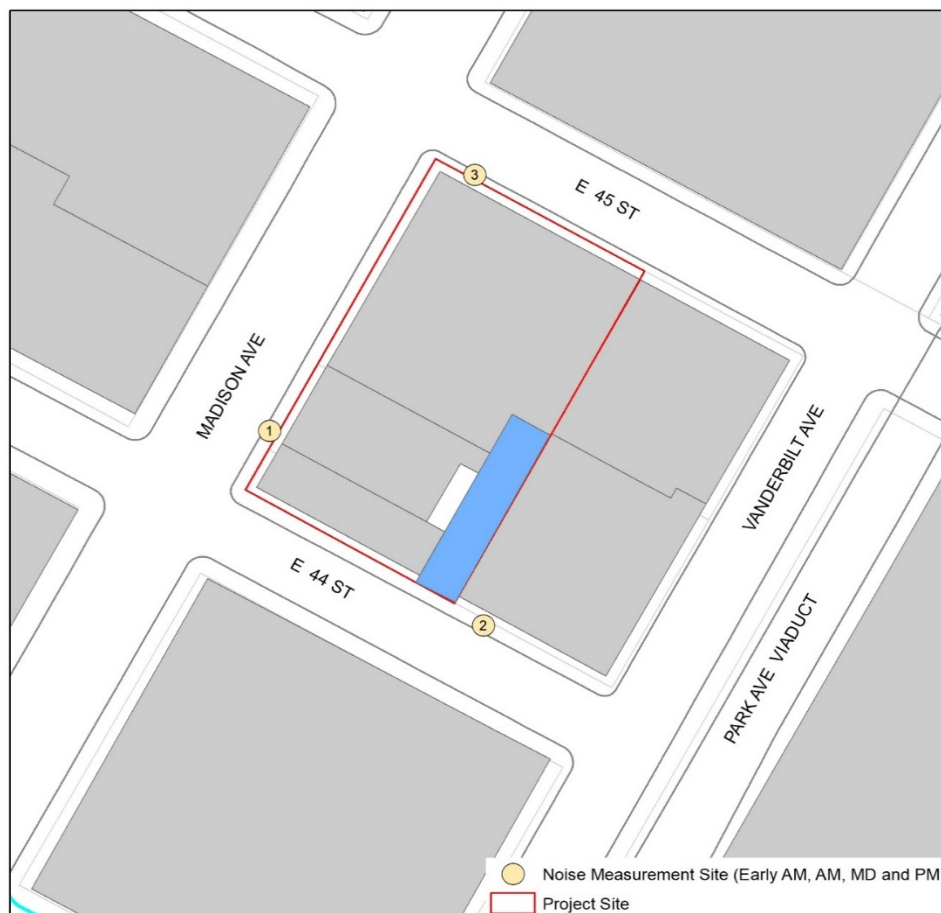 3
E 45 ST
MADISON AVE
1
VANDERBILT AVE
E 44 ST
2
PARK AVE VIADUCT
Noise Measurement Site (Early AM, AM, MD and PM
Project Site